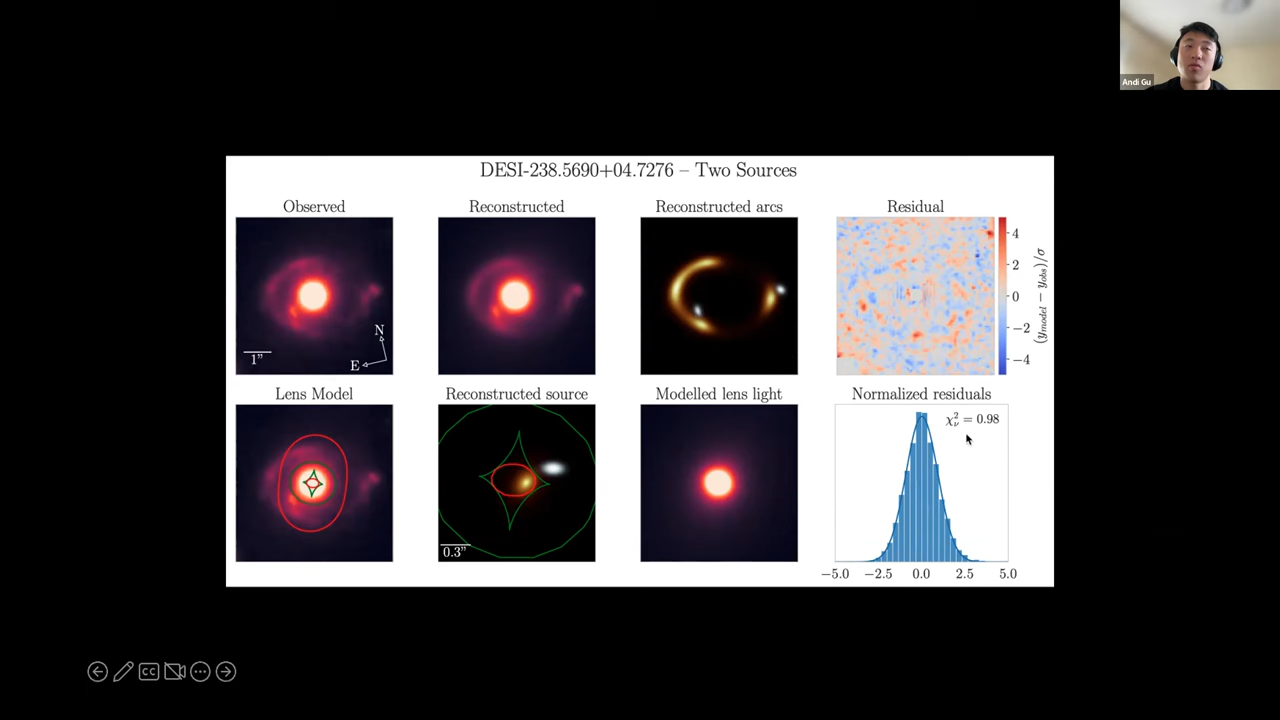 Andi Gu
DESI-238.5690+04.7276 – Two Sources
Observed
Reconstructed
Reconstructed arcs
Residual
1"
N
E
4
2
0
−2
−4
(y_model − y_obs)/σ
Lens Model
Reconstructed source
Modelled lens light
Normalized residuals
0.3"
χ²_ν = 0.98
−5.0 −2.5 0.0 2.5 5.0
CC